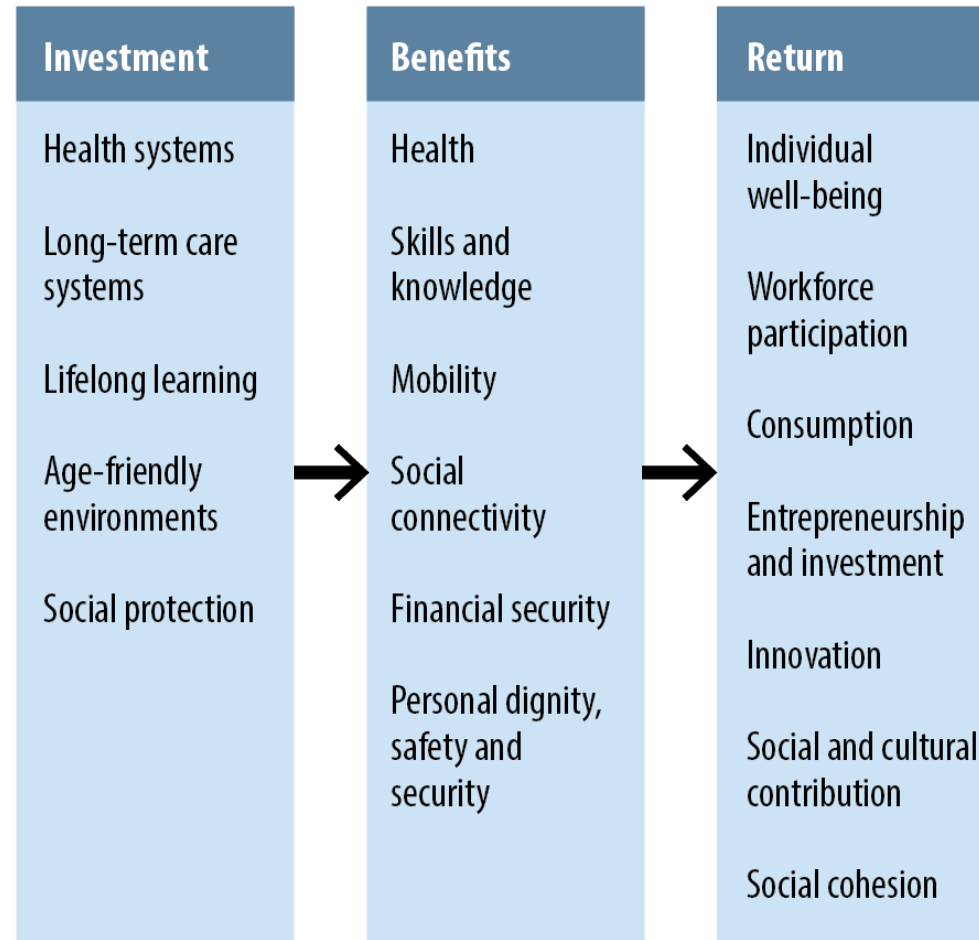 Investment
Health systems
Long-term care
systems
Lifelong learning
Age-friendly
environments
Social protection
Benefits
Health
Skills and
knowledge
Mobility
Social
connectivity
Financial security
Personal dignity,
safety and
security
Return
Individual
well-being
Workforce
participation
Consumption
Entrepreneurship
and investment
Innovation
Social and cultural
contribution
Social cohesion